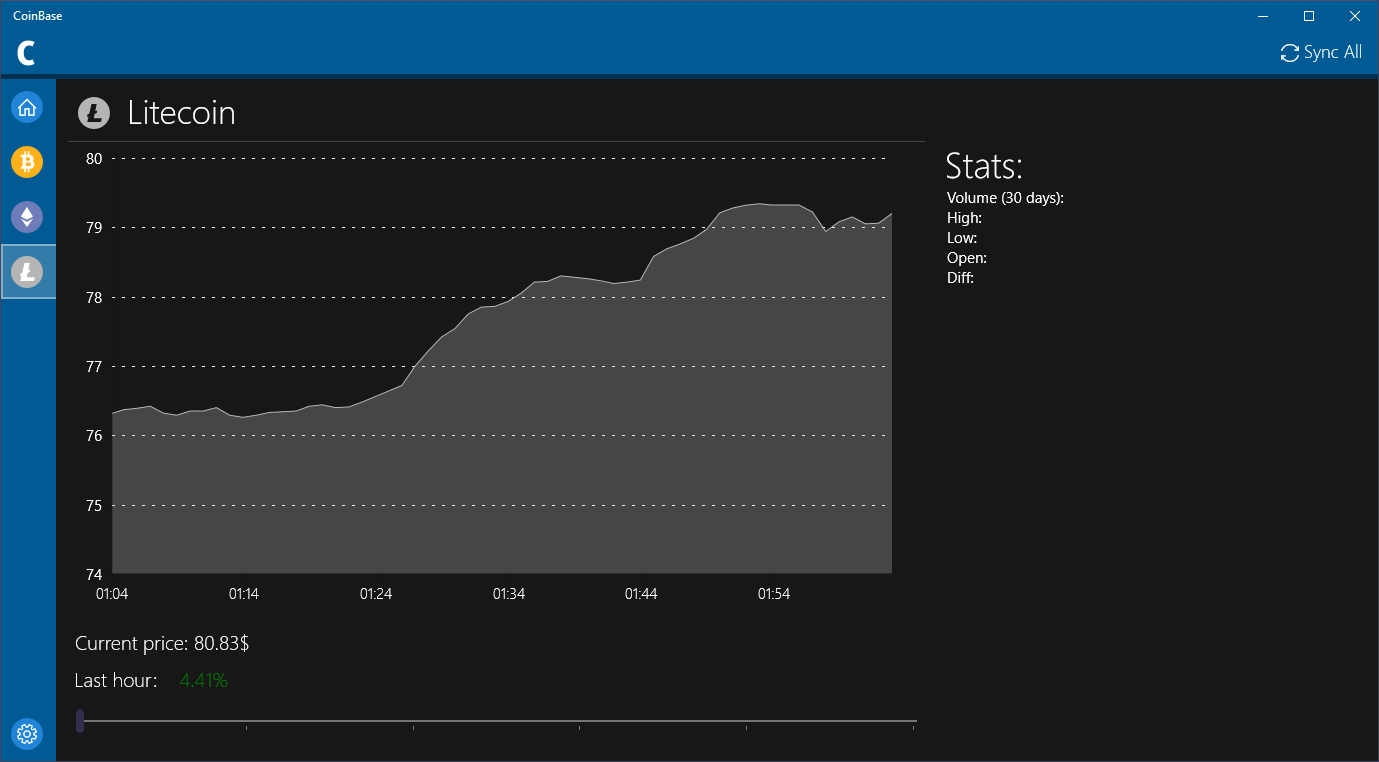 CoinBase
C
Sync All
Litecoin
80
79
78
77
76
75
74
01:04 01:14 01:24 01:34 01:44 01:54
Stats:
Volume (30 days):
High:
Low:
Open:
Diff:
Current price: 80.83$
Last hour: 4.41%